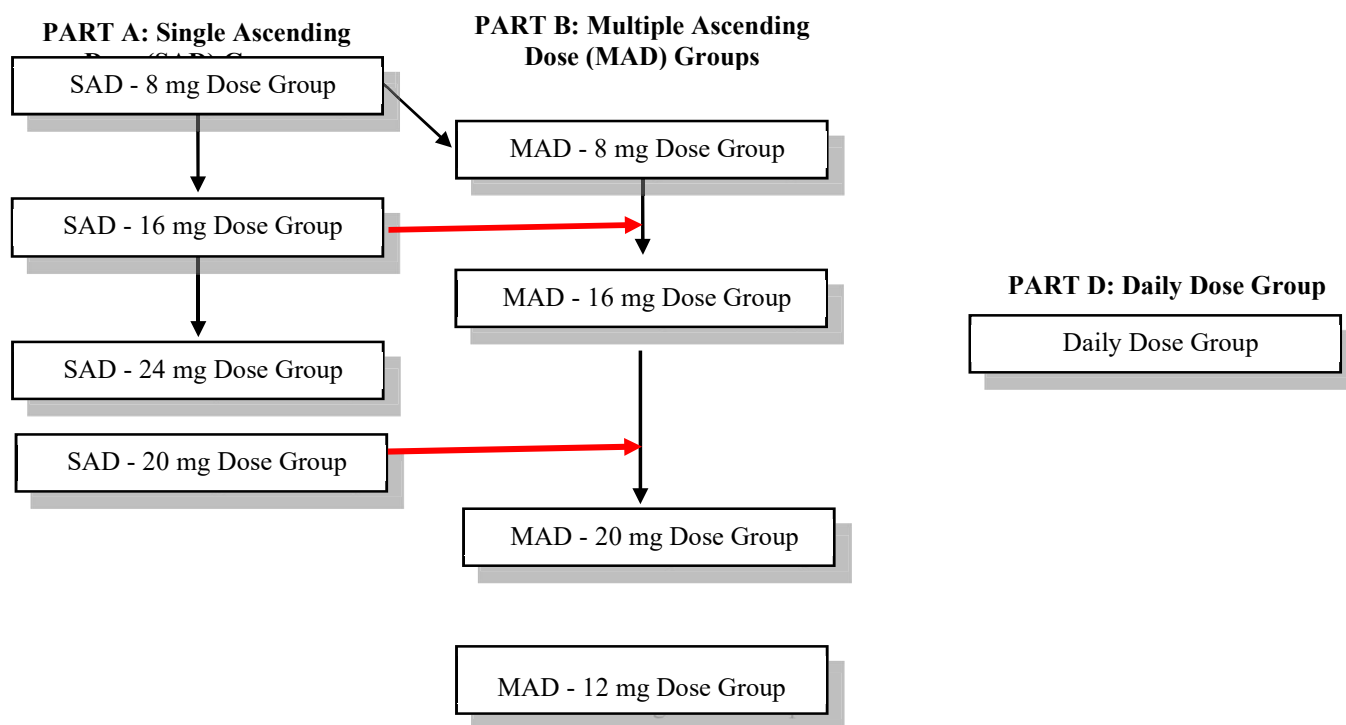 PART A: Single Ascending
SAD - 8 mg Dose Group
SAD - 16 mg Dose Group
SAD - 24 mg Dose Group
SAD - 20 mg Dose Group
PART B: Multiple Ascending
Dose (MAD) Groups
MAD - 8 mg Dose Group
MAD - 16 mg Dose Group
MAD - 20 mg Dose Group
MAD - 12 mg Dose Group
PART D: Daily Dose Group
Daily Dose Group